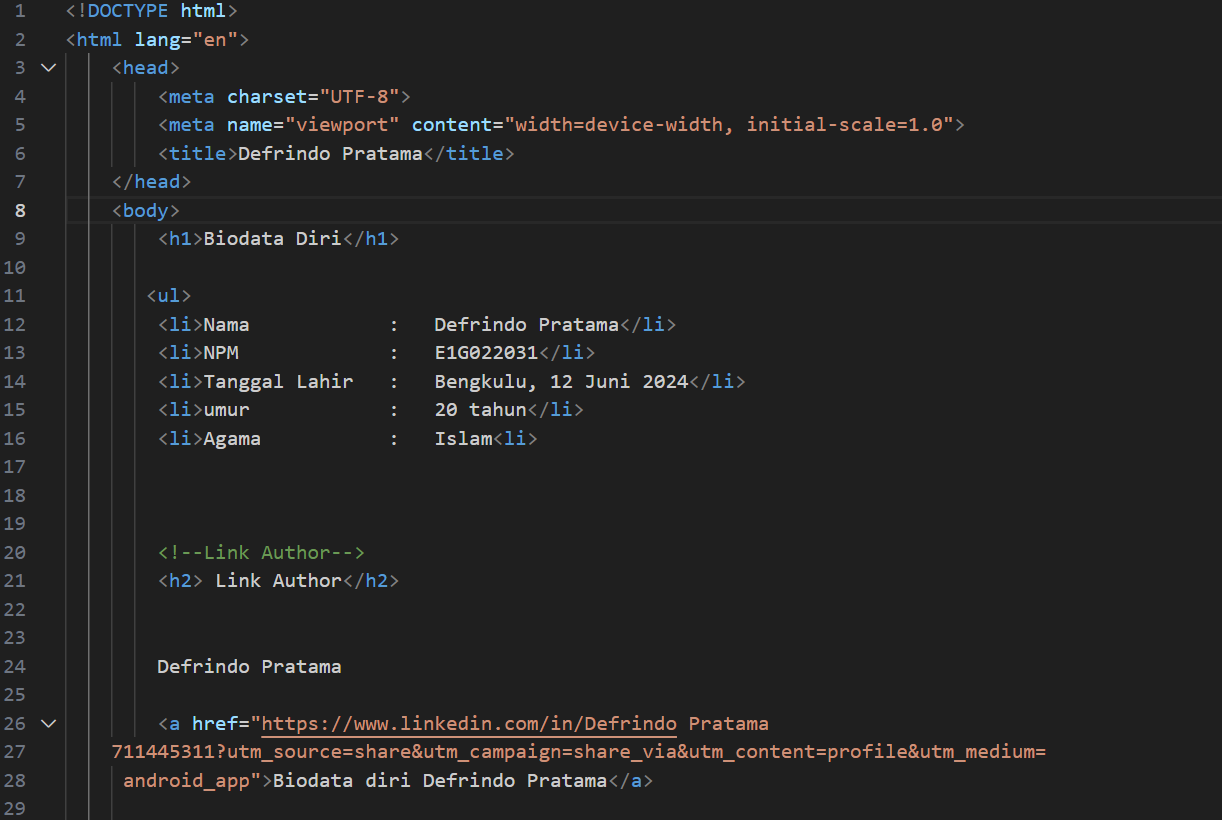 1 <!DOCTYPE html>
2 <html lang="en">
3 <head>
4 <meta charset="UTF-8">
5 <meta name="viewport" content="width=device-width, initial-scale=1.0">
6 <title>Defrindo Pratama</title>
7 </head>
8 <body>
9 <h1>Biodata Diri</h1>
10
11 <ul>
12 <li>Nama : Defrindo Pratama</li>
13 <li>NPM : E1G022031</li>
14 <li>Tanggal Lahir : Bengkulu, 12 Juni 2024</li>
15 <li>umur : 20 tahun</li>
16 <li>Agama : Islam<li>
17
18
19
20 <!--Link Author-->
21 <h2> Link Author</h2>
22
23
24 Defrindo Pratama
25
26 <a href="https://www.linkedin.com/in/Defrindo Pratama
27 711445311?utm_source=share&utm_campaign=share_via&utm_content=profile&utm_medium=
28 android_app">Biodata diri Defrindo Pratama</a>
29